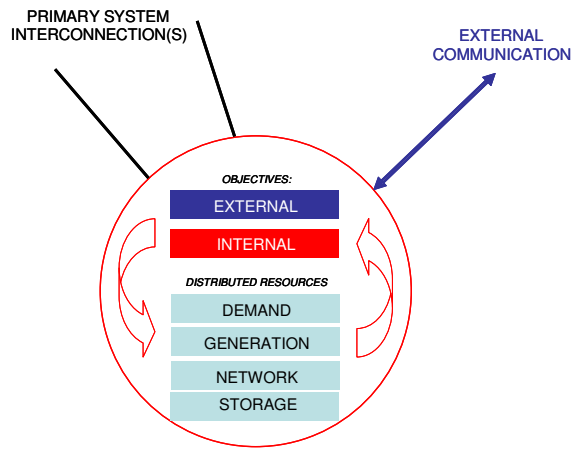 PRIMARY SYSTEM
INTERCONNECTION(S)
EXTERNAL
COMMUNICATION
OBJECTIVES:
EXTERNAL
INTERNAL
DISTRIBUTED RESOURCES
DEMAND
GENERATION
NETWORK
STORAGE